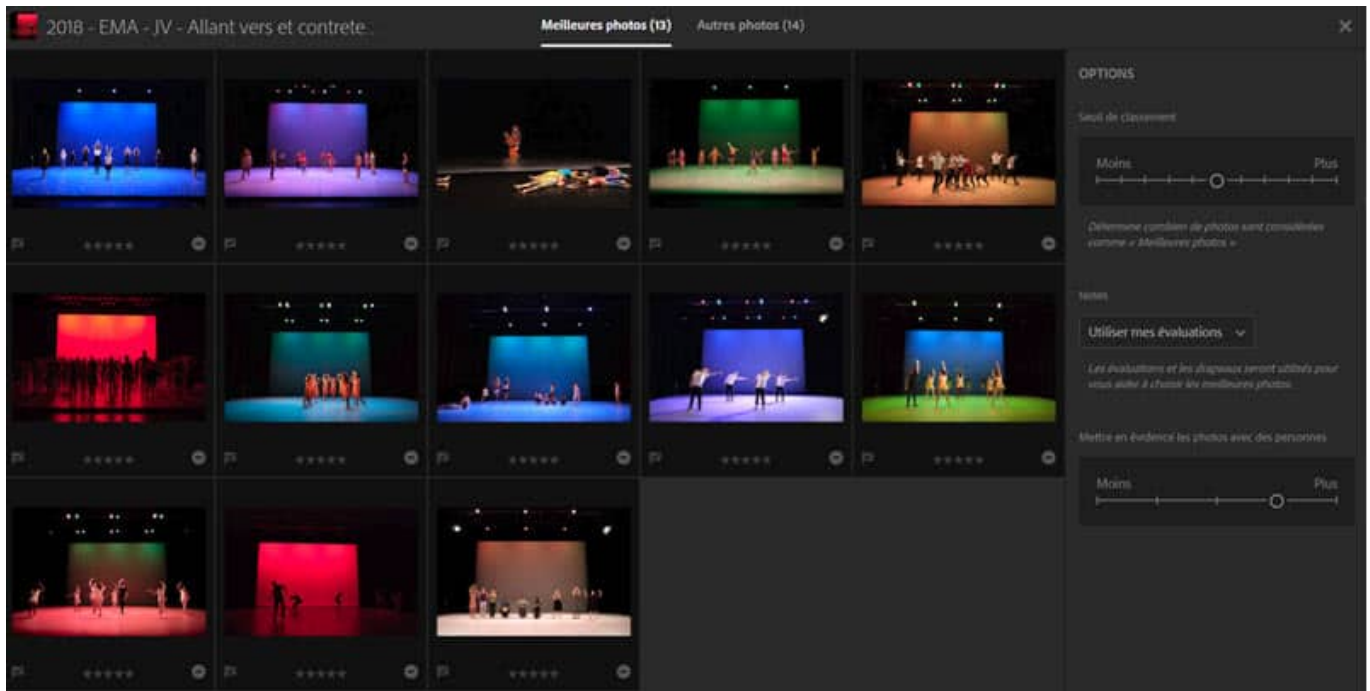 2018 - EMA - JV - Allant vers et contrete..
Meilleures photos (13)
Autres photos (14)
OPTIONS
Seuil de classement
Moins
Plus
Détermine combien de photos sont considérées
comme « Meilleures photos »
Utiliser mes évaluations
Les évaluations et les drapeaux seront utilisés pour
vous aider à choisir les meilleures photos.
Mettre en évidence les photos avec des personnes
Moins
Plus